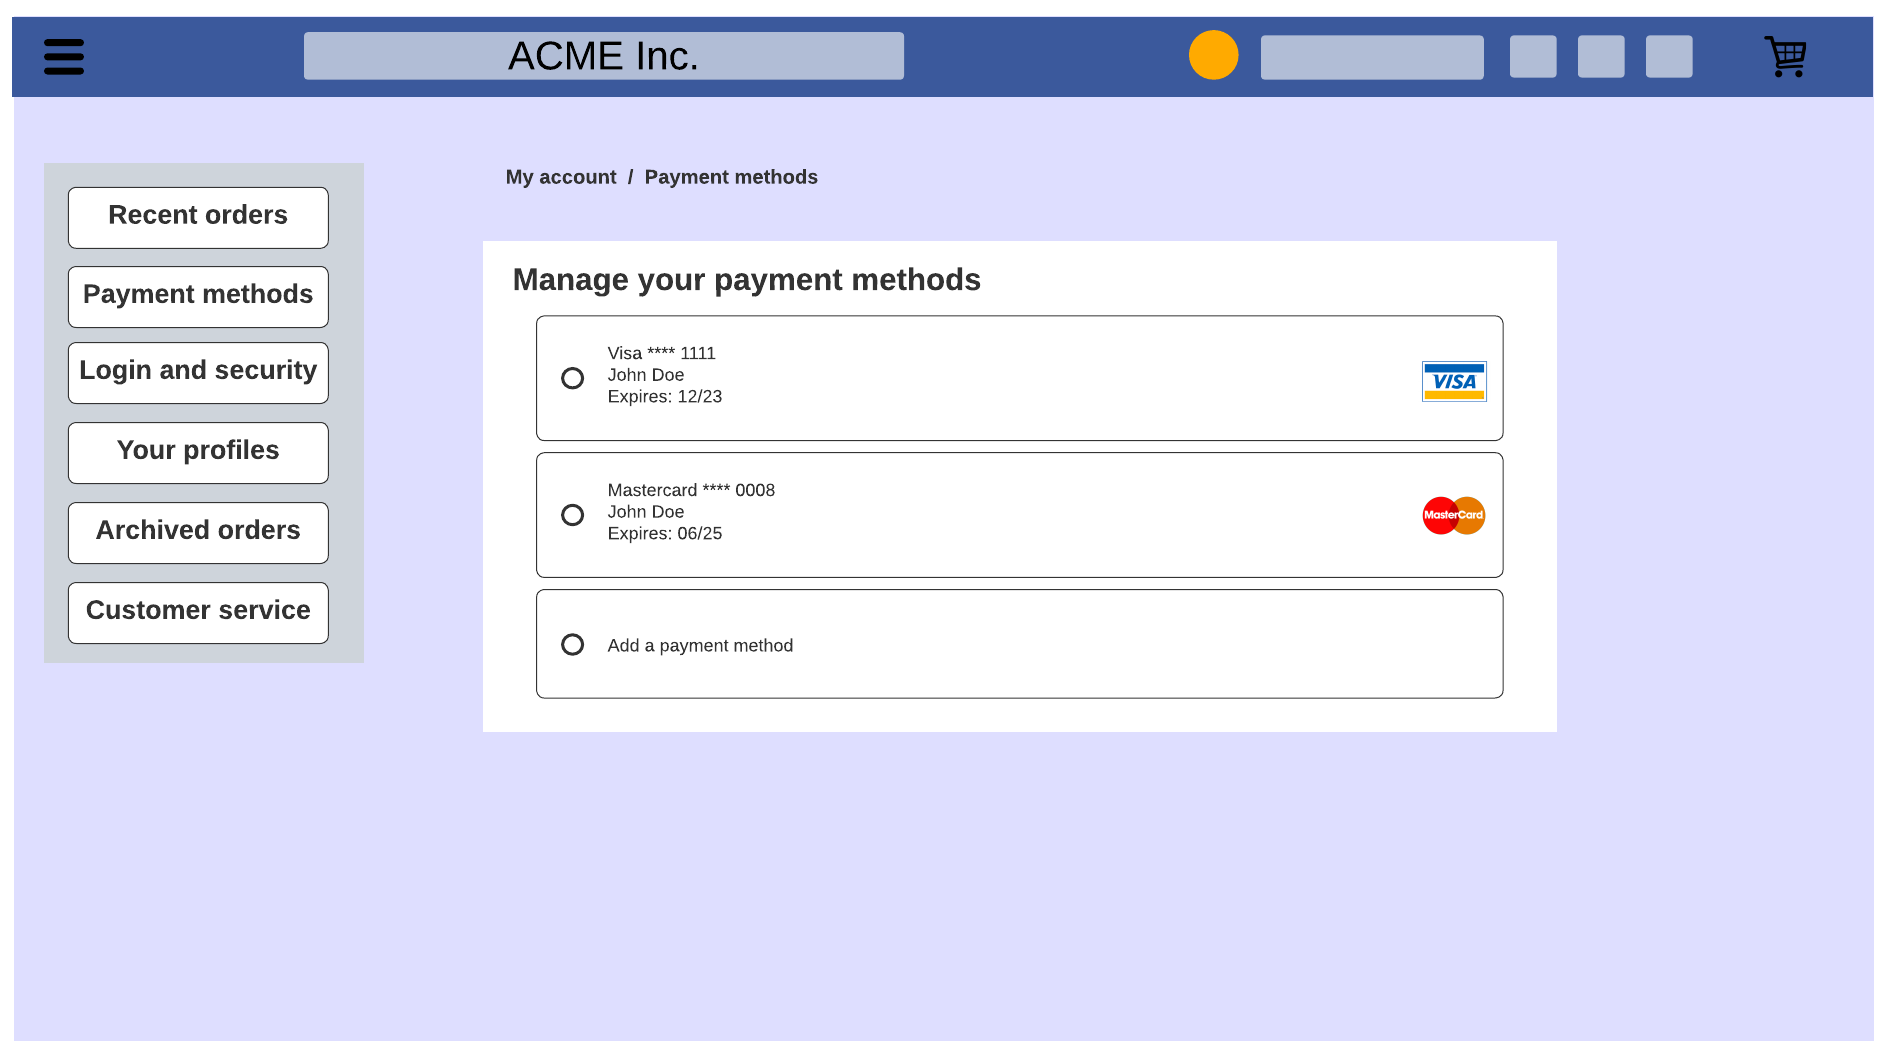 ACME Inc.
My account / Payment methods
Recent orders
Payment methods
Login and security
Your profiles
Archived orders
Customer service
Manage your payment methods
Visa **** 1111
John Doe
Expires: 12/23
VISA
Mastercard **** 0008
John Doe
Expires: 06/25
MasterCard
Add a payment method